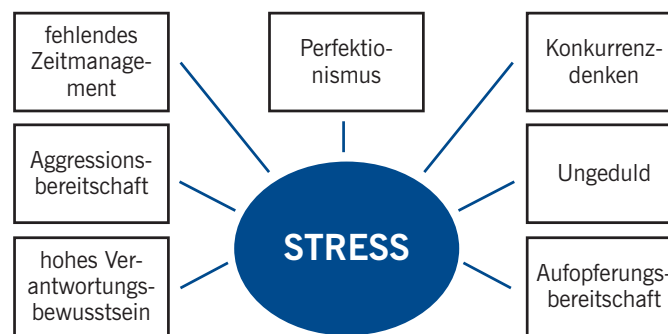 fehlendes
Zeitmanage-
ment
Perfektio-
nismus
Konkurrenz-
denken
Aggressions-
bereitschaft
Ungeduld
STRESS
hohes Ver-
antwortungs-
bewusstsein
Aufopferungs-
bereitschaft